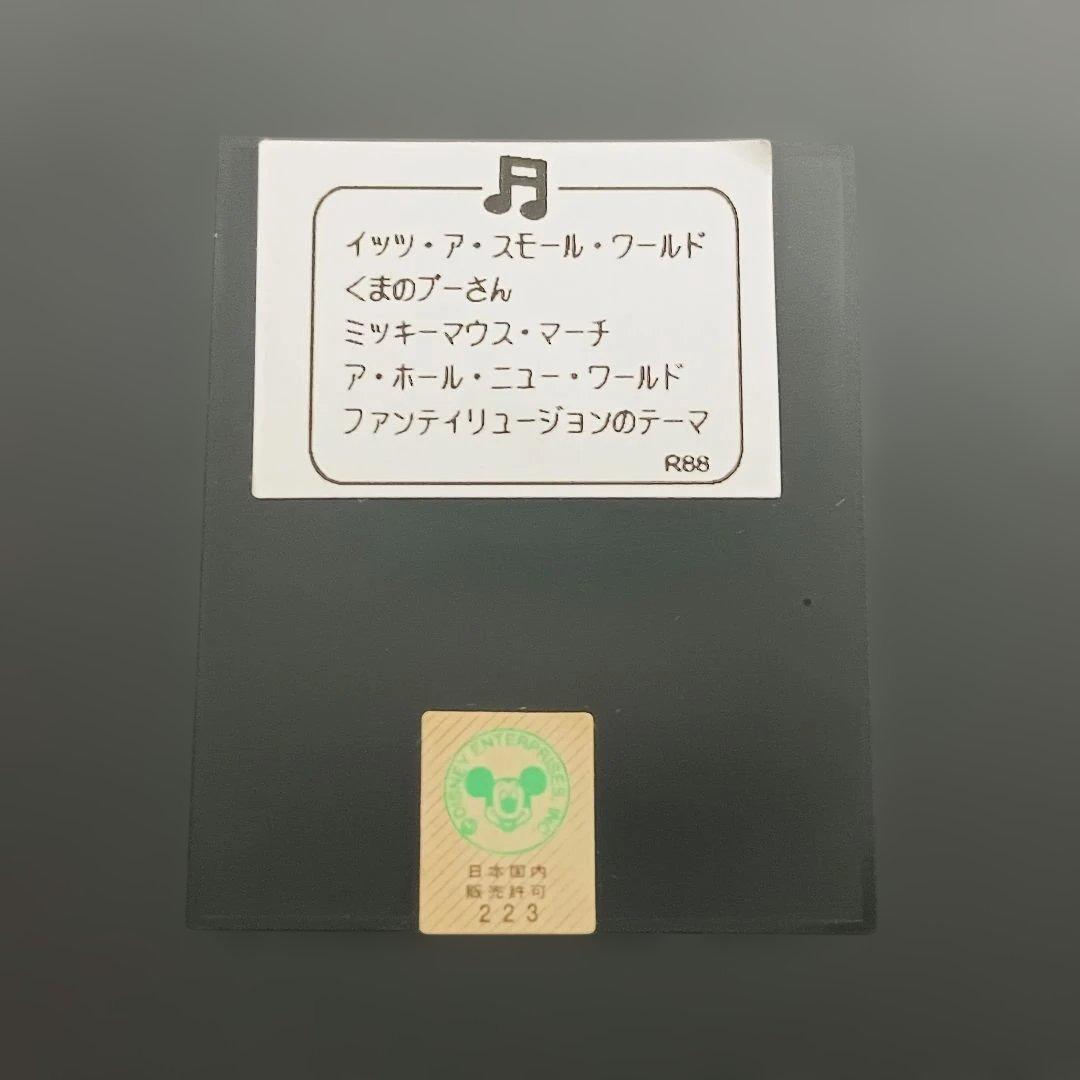 イッツ・ア・スモール・ワールド
くまのプーさん
ミッキーマウス・マーチ
ア・ホール・ニュー・ワールド
ファンティリュージョンのテーマ
R88
© DISNEY ENTERPRISES, INC.
日本国内
販売許可
223